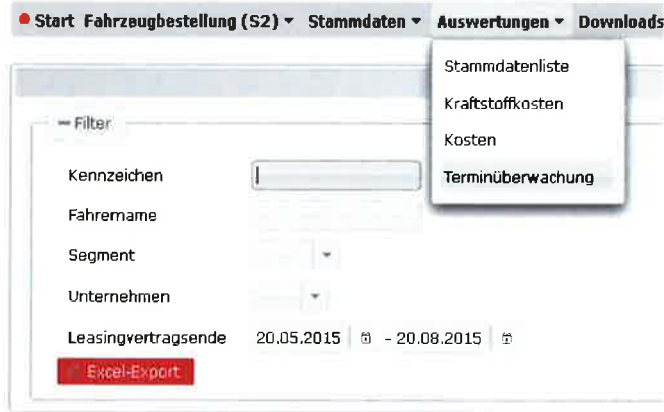 Start Fahrzeugbestellung (S2) Stammdaten Auswertungen Downloads
Stammdatenliste
Kraftstoffkosten
Kosten
Terminüberwachung
Filter
Kennzeichen
Fahrername
Segment
Unternehmen
Leasingvertragsende 20.05.2015 - 20.08.2015
Excel-Export